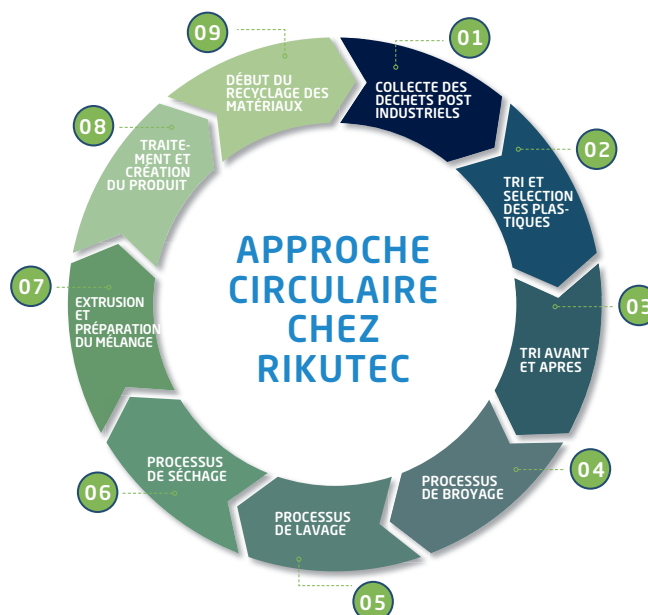 01
COLLECTE DES
DECHETS POST
INDUSTRIELS
02
TRI ET
SELECTION
DES PLAS-
TIQUES
03
TRI AVANT
ET APRES
04
PROCESSUS
DE BROYAGE
05
PROCESSUS
DE LAVAGE
06
PROCESSUS
DE SÉCHAGE
07
EXTRUSION
ET
PRÉPARATION
DU MÉLANGE
08
TRAITE-
MENT ET
CRÉATION
DU PRODUIT
09
DÉBUT DU
RECYCLAGE DES
MATÉRIAUX
APPROCHE
CIRCULAIRE
CHEZ
RIKUTEC